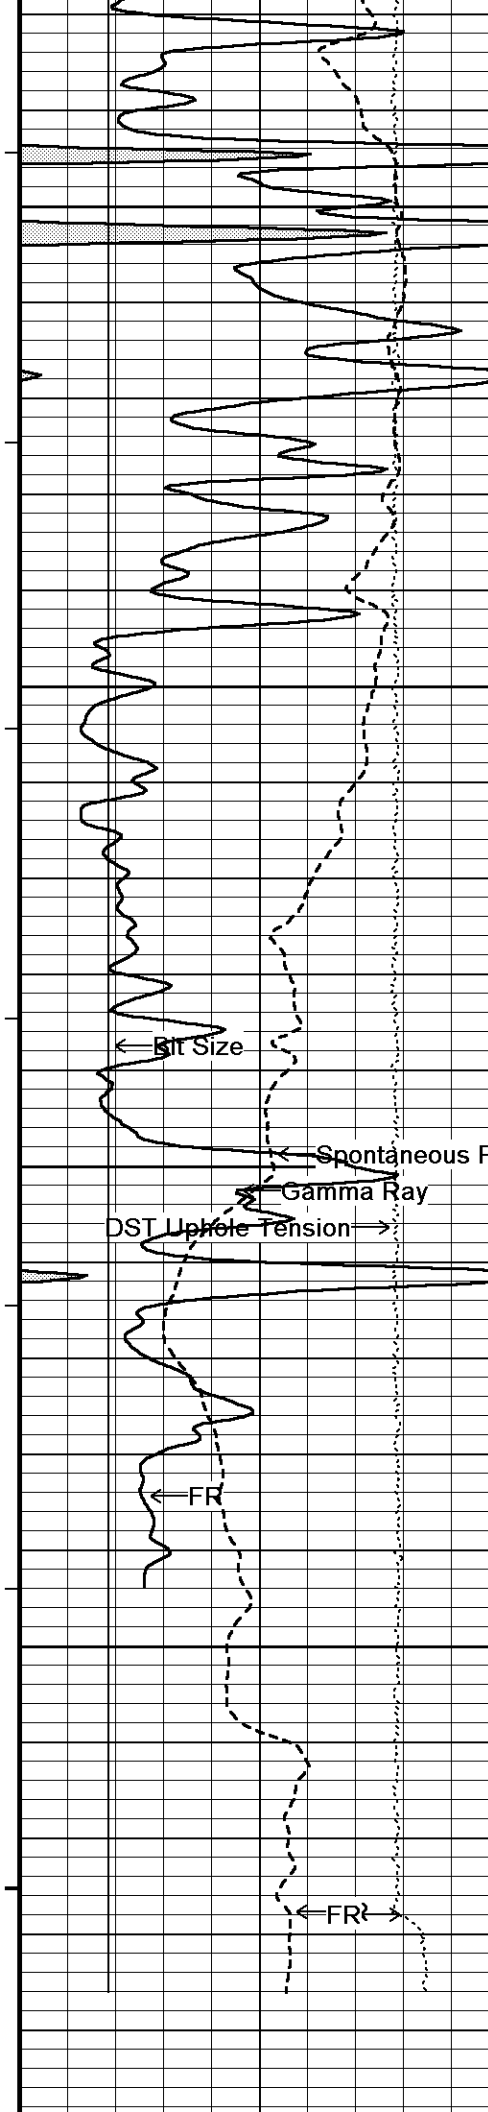 Bit Size
Spontaneous P
Gamma Ray
DST Uphole Tension
FR
FR